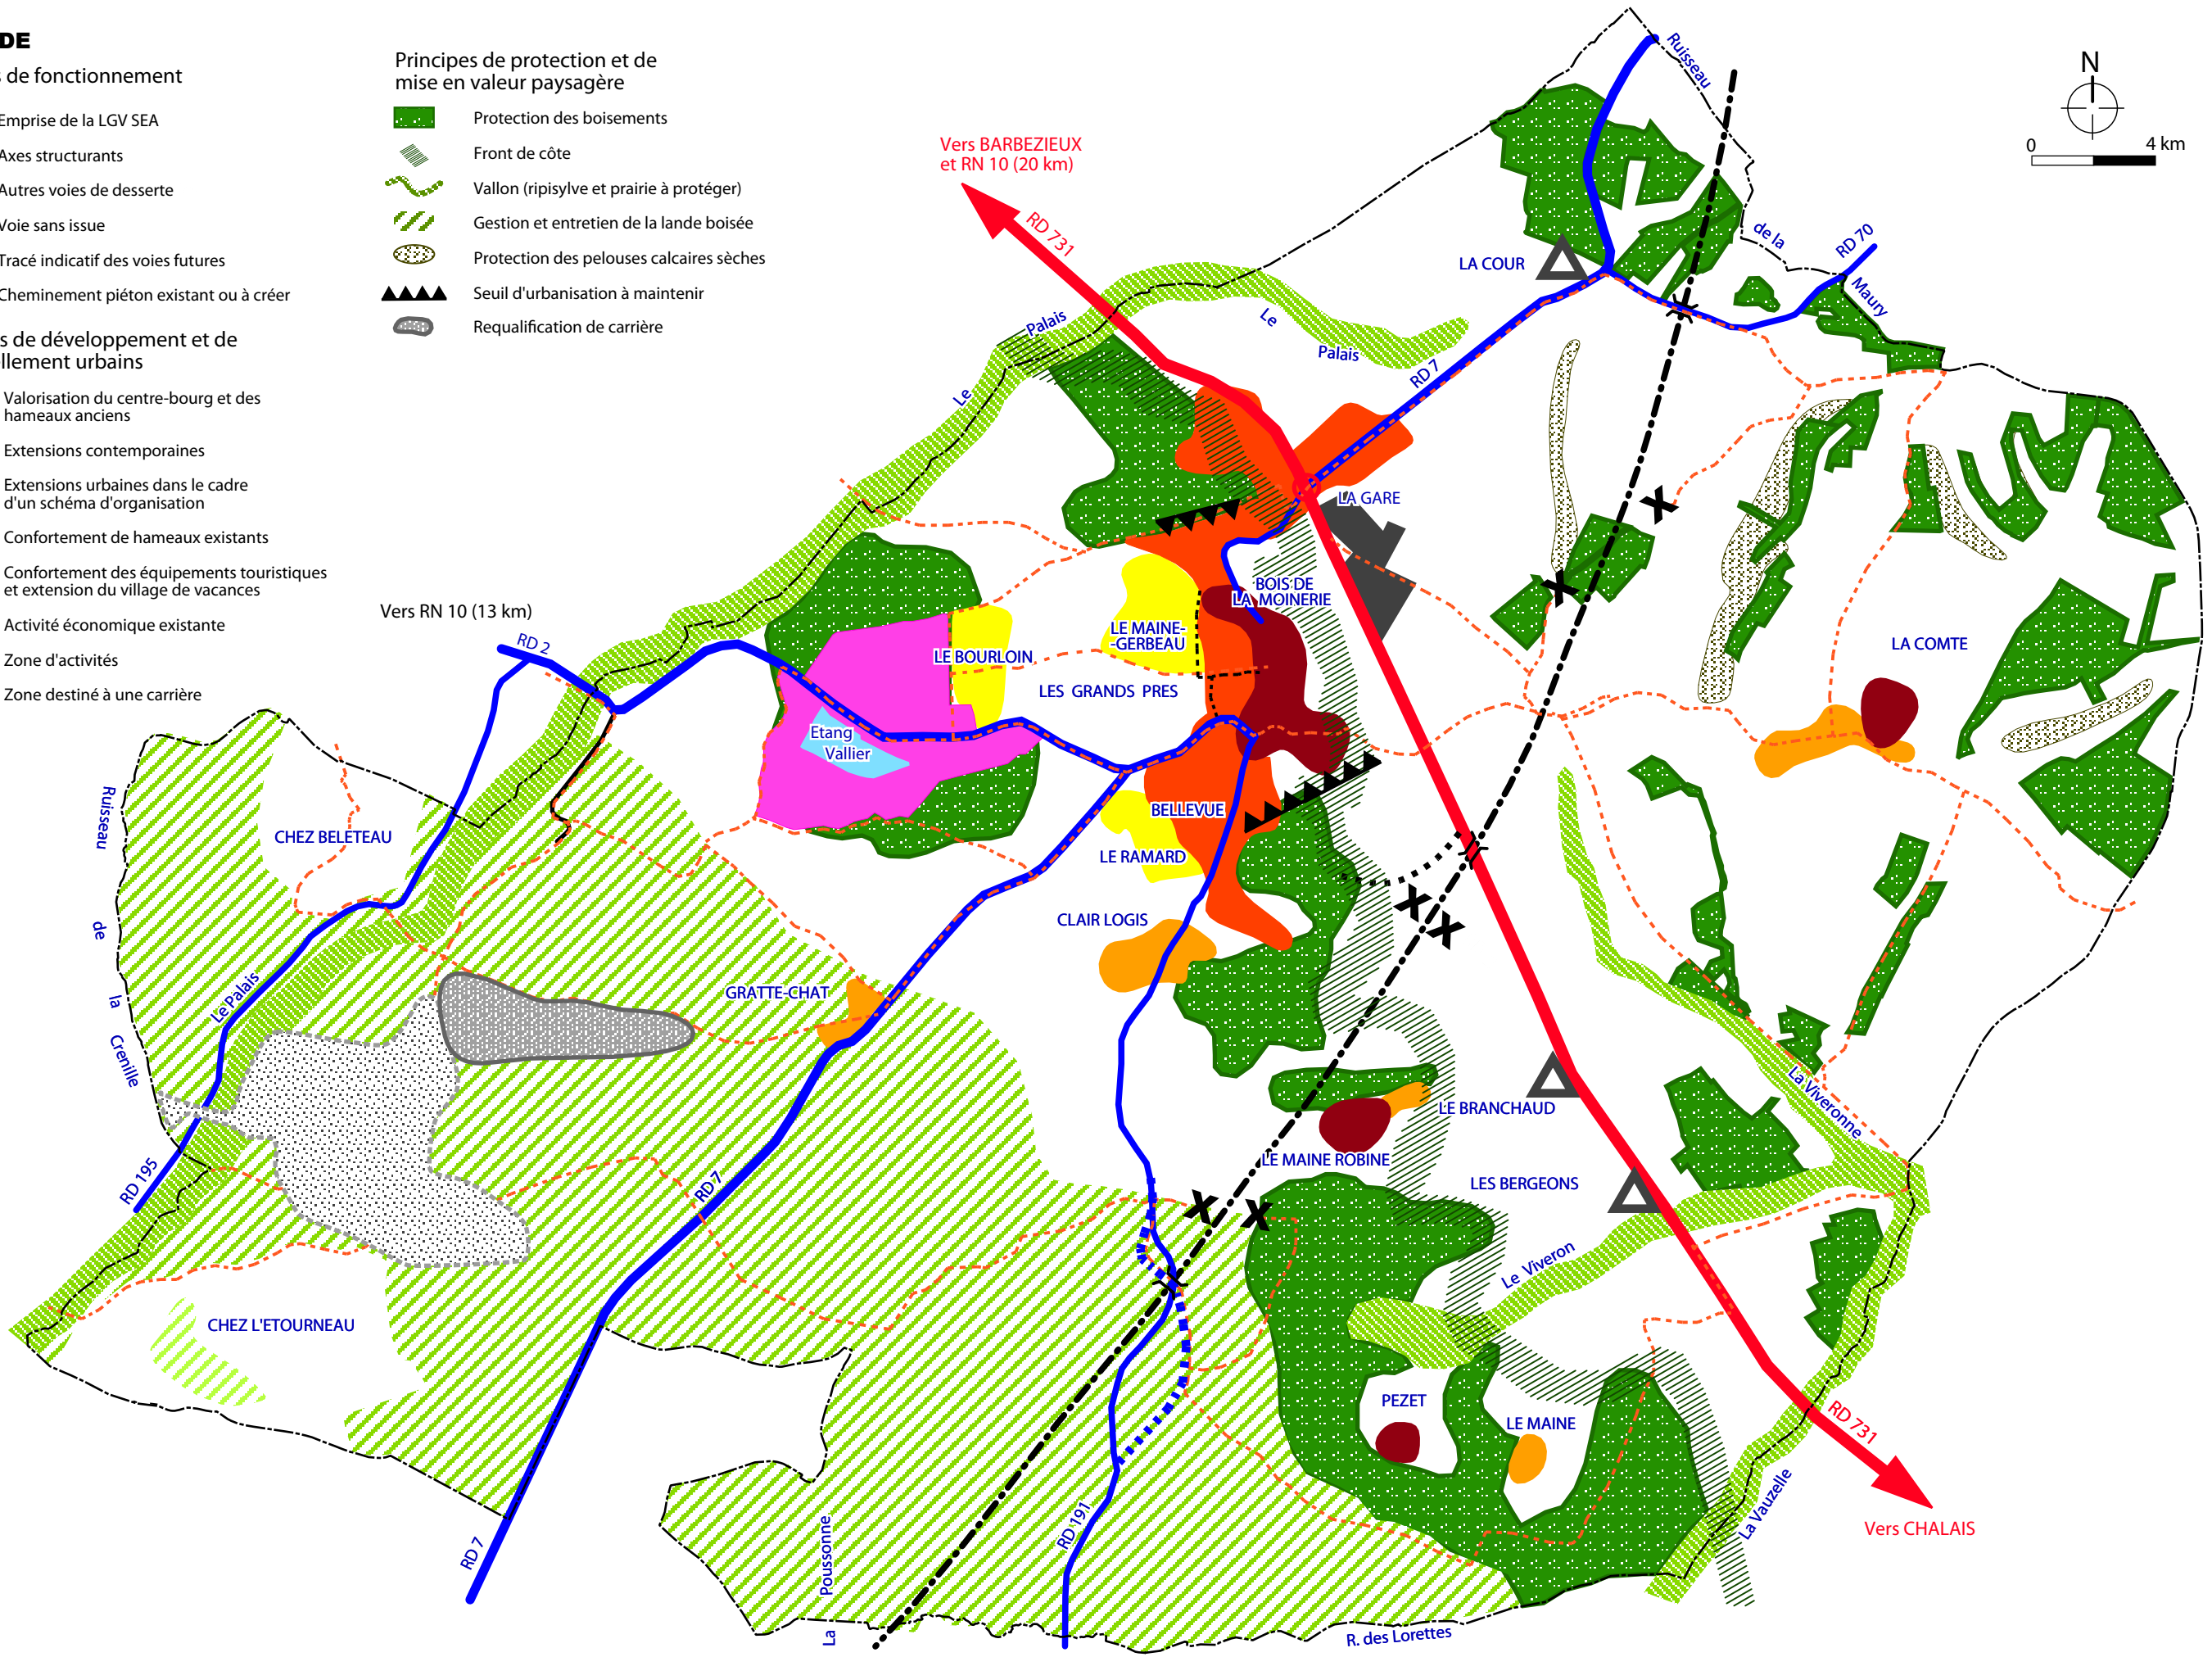 DE
s de fonctionnement
Emprise de la LGV SEA
Axes structurants
Autres voies de desserte
Voie sans issue
Tracé indicatif des voies futures
Cheminement piéton existant ou à créer
s de développement et de
llement urbains
Valorisation du centre-bourg et des
hameaux anciens
Extensions contemporaines
Extensions urbaines dans le cadre
d'un schéma d'organisation
Confortement de hameaux existants
Confortement des équipements touristiques
et extension du village de vacances
Activité économique existante
Zone d'activités
Zone destiné à une carrière
Principes de protection et de
mise en valeur paysagère
Protection des boisements
Front de côte
Vallon (ripisylve et prairie à protéger)
Gestion et entretien de la lande boisée
Protection des pelouses calcaires sèches
Seuil d'urbanisation à maintenir
Requalification de carrière
N
0
4 km
Vers BARBEZIEUX
et RN 10 (20 km)
RD 731
Ruisseau
de la
Maury
RD 70
LA COUR
Le
Palais
Le
Palais
RD 7
LA GARE
BOIS DE
LA MOINERIE
LE MAINE-
-GERBEAU
LE BOURLOIN
LES GRANDS PRES
LA COMTE
Vers RN 10 (13 km)
RD 2
Etang
Vallier
BELLEVUE
LE RAMARD
CLAIR LOGIS
CHEZ BELETEAU
Ruisseau
de
la
Crenille
Le Palais
GRATTE-CHAT
RD 195
RD 7
LE BRANCHAUD
LE MAINE ROBINE
LES BERGEONS
La Viveronne
Le Viveron
CHEZ L'ETOURNEAU
PEZET
LE MAINE
RD 731
Vers CHALAIS
La Vauzelle
RD 7
RD 191
La
Poussonne
R. des Lorettes